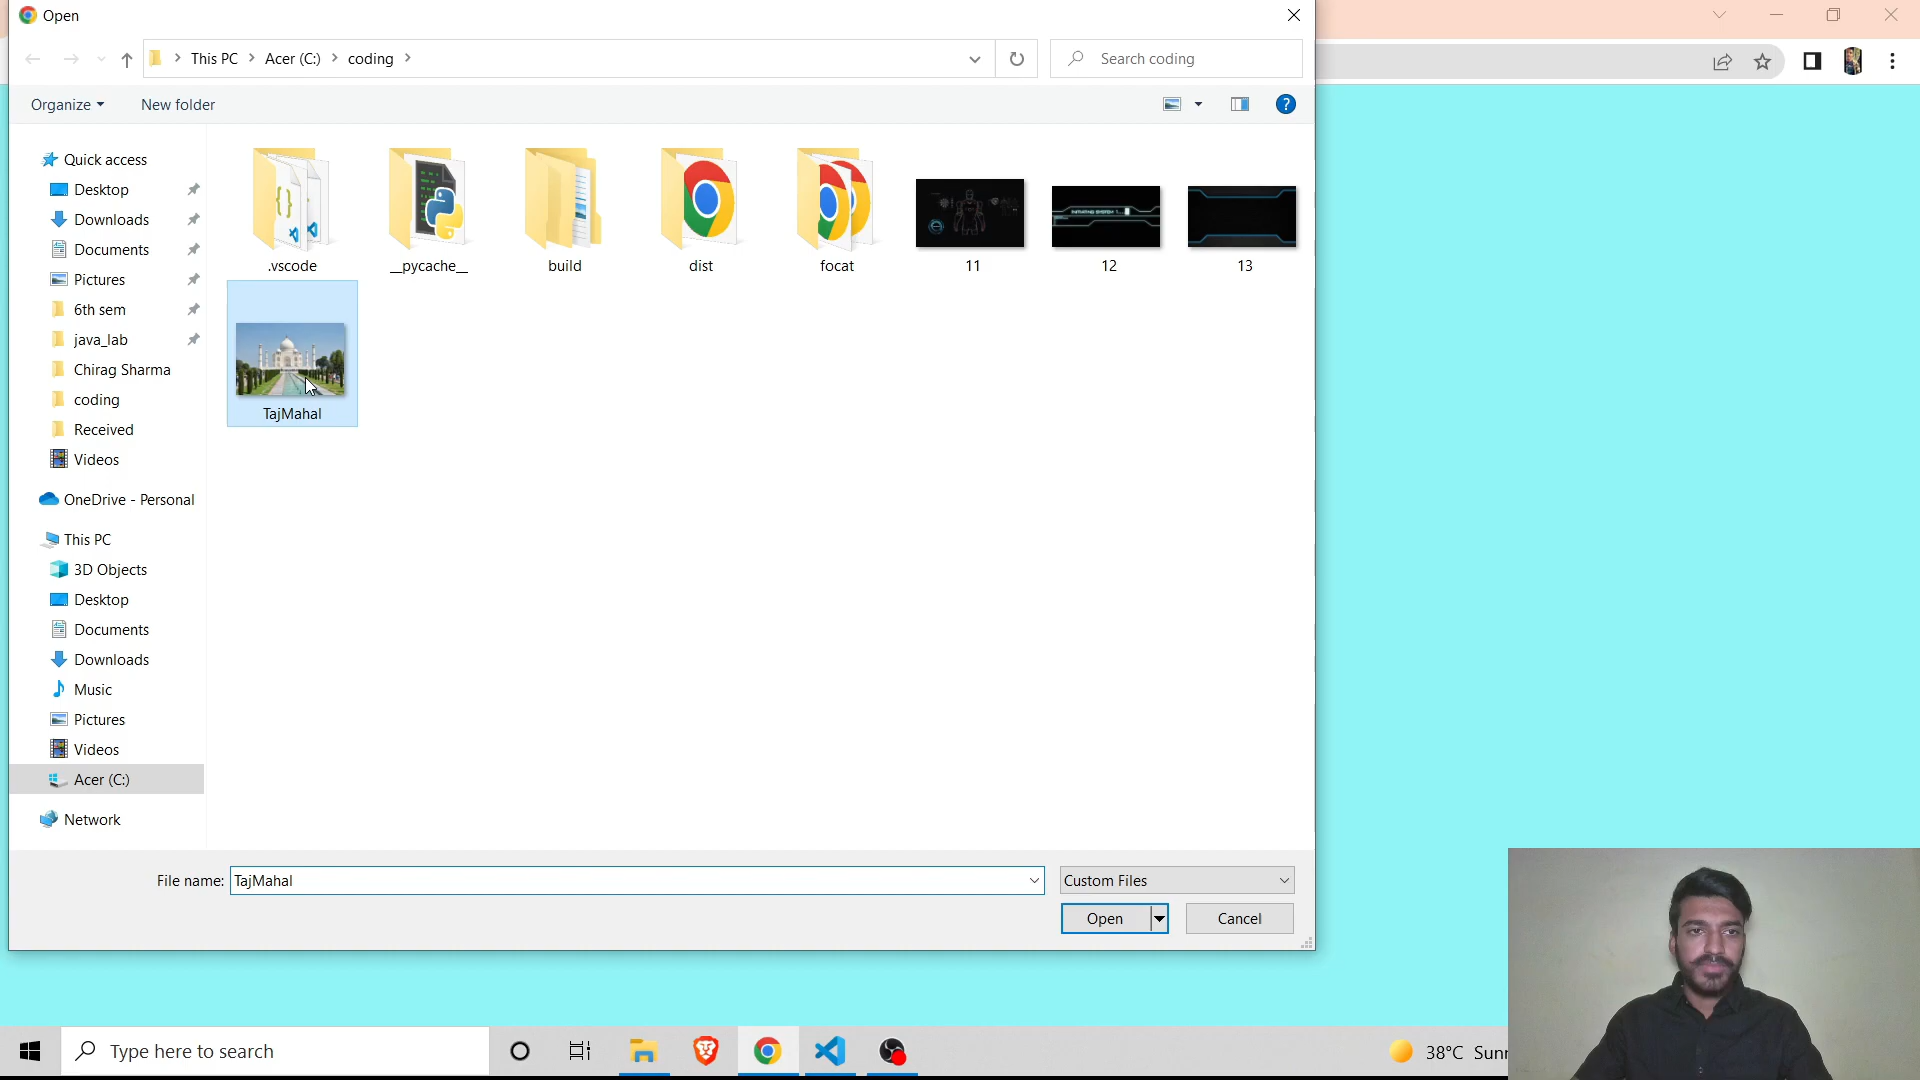 Open
This PC
Acer (C:)
coding
Search coding
Organize
New folder
?
Quick access
Desktop
Downloads
Documents
Pictures
6th sem
java_lab
Chirag Sharma
coding
Received
Videos
OneDrive - Personal
This PC
3D Objects
Desktop
Documents
Downloads
Music
Pictures
Videos
Acer (C:)
Network
.vscode
__pycache__
build
dist
focat
11
12
13
TajMahal
File name:
TajMahal
Custom Files
Open
Cancel
Type here to search
38°C Sunn